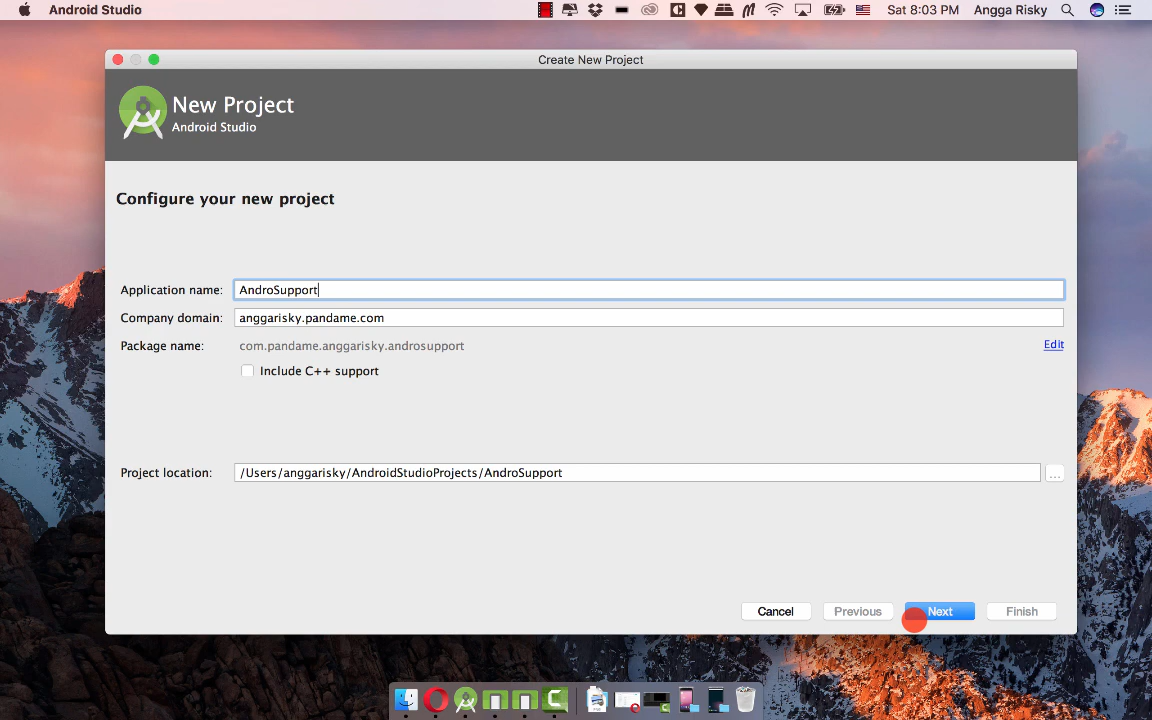 Android Studio
Sat 8:03 PM
Angga Risky
Create New Project
New Project
Android Studio
Configure your new project
Application name:
AndroSupport
Company domain:
anggarisky.pandame.com
Package name:
com.pandame.anggarisky.androsupport
Edit
Include C++ support
Project location:
/Users/anggarisky/AndroidStudioProjects/AndroSupport
...
Cancel
Previous
Next
Finish